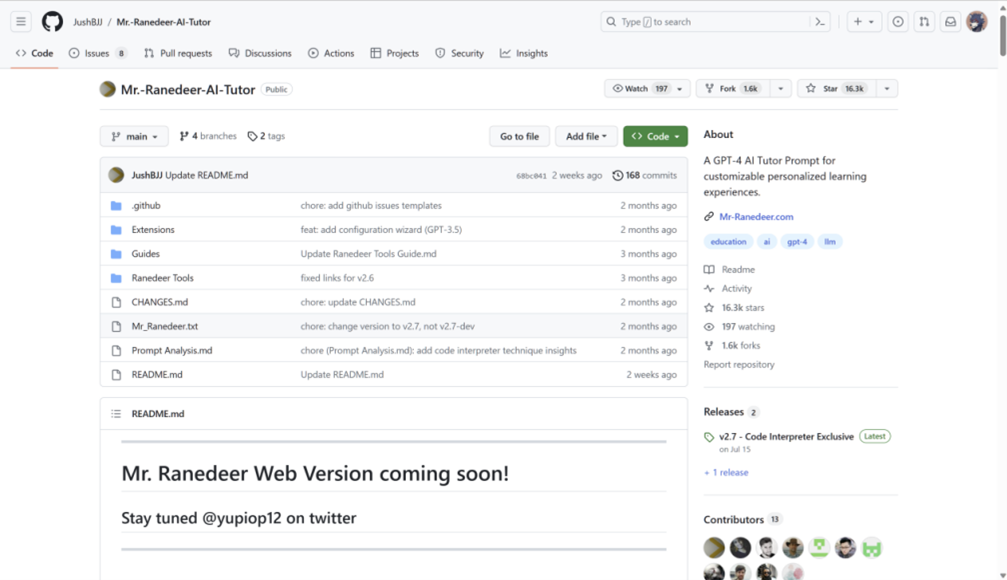 JushBJJ / Mr.-Ranedeer-AI-Tutor
Type / to search
Code Issues 8 Pull requests Discussions Actions Projects Security Insights
Mr.-Ranedeer-AI-Tutor Public
Watch 197 Fork 1.6k Star 16.3k
main 4 branches 2 tags Go to file Add file Code
JushBJJ Update README.md 68bc041 2 weeks ago 168 commits
.github chore: add github issues templates 2 months ago
Extensions feat: add configuration wizard (GPT-3.5) 2 months ago
Guides Update Ranedeer Tools Guide.md 3 months ago
Ranedeer Tools fixed links for v2.6 3 months ago
CHANGES.md chore: update CHANGES.md 2 months ago
Mr_Ranedeer.txt chore: change version to v2.7, not v2.7-dev 2 months ago
Prompt Analysis.md chore (Prompt Analysis.md): add code interpreter technique insights 2 months ago
README.md Update README.md 2 weeks ago
README.md
Mr. Ranedeer Web Version coming soon!
Stay tuned @yupiop12 on twitter
About
A GPT-4 AI Tutor Prompt for
customizable personalized learning
experiences.
Mr-Ranedeer.com
education ai gpt-4 llm
Readme
Activity
16.3k stars
197 watching
1.6k forks
Report repository
Releases 2
v2.7 - Code Interpreter Exclusive Latest
on Jul 15
+ 1 release
Contributors 13